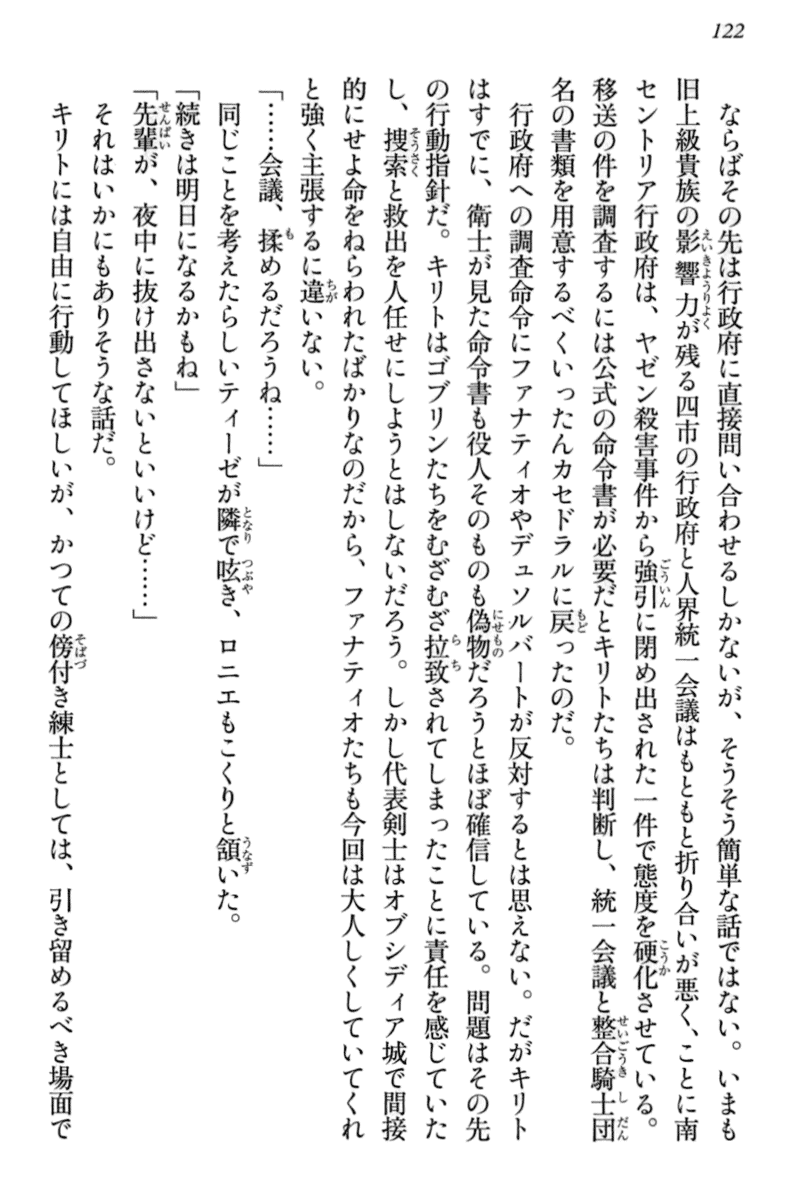 122
ならばその先は行政府に直接問い合わせるしかないが、そうそう簡単な話ではない。いまも
旧上級貴族の影響力が残る四市の行政府と人界統一会議はもともと折り合いが悪く、ことに南
セントリア行政府は、ヤゼン殺害事件から強引に閉め出された一件で態度を硬化させている。
移送の件を調査するには公式の命令書が必要だとキリトたちは判断し、統一会議と整合騎士団
名の書類を用意するべくいったんカセドラルに戻ったのだ。
行政府への調査命令にファナティオやデュソルバートが反対するとは思えない。だがキリト
はすでに、衛士が見た命令書も役人そのものも偽物だろうとほぼ確信している。問題はその先
の行動指針だ。キリトはゴブリンたちをむざむざ拉致されてしまったことに責任を感じていた
し、捜索と救出を人任せにしようとはしないだろう。しかし代表剣士はオブシディア城で間接
的にせよ命をねらわれたばかりなのだから、ファナティオたちも今回は大人しくしていてくれ
と強く主張するに違いない。
「……会議、揉めるだろうね……」
同じことを考えたらしいティーゼが隣で呟き、ロニエもこくりと頷いた。
「続きは明日になるかもね」
「先輩が、夜中に抜け出さないといいけど……」
それはいかにもありそうな話だ。
キリトには自由に行動してほしいが、かつての傍付き練士としては、引き留めるべき場面で